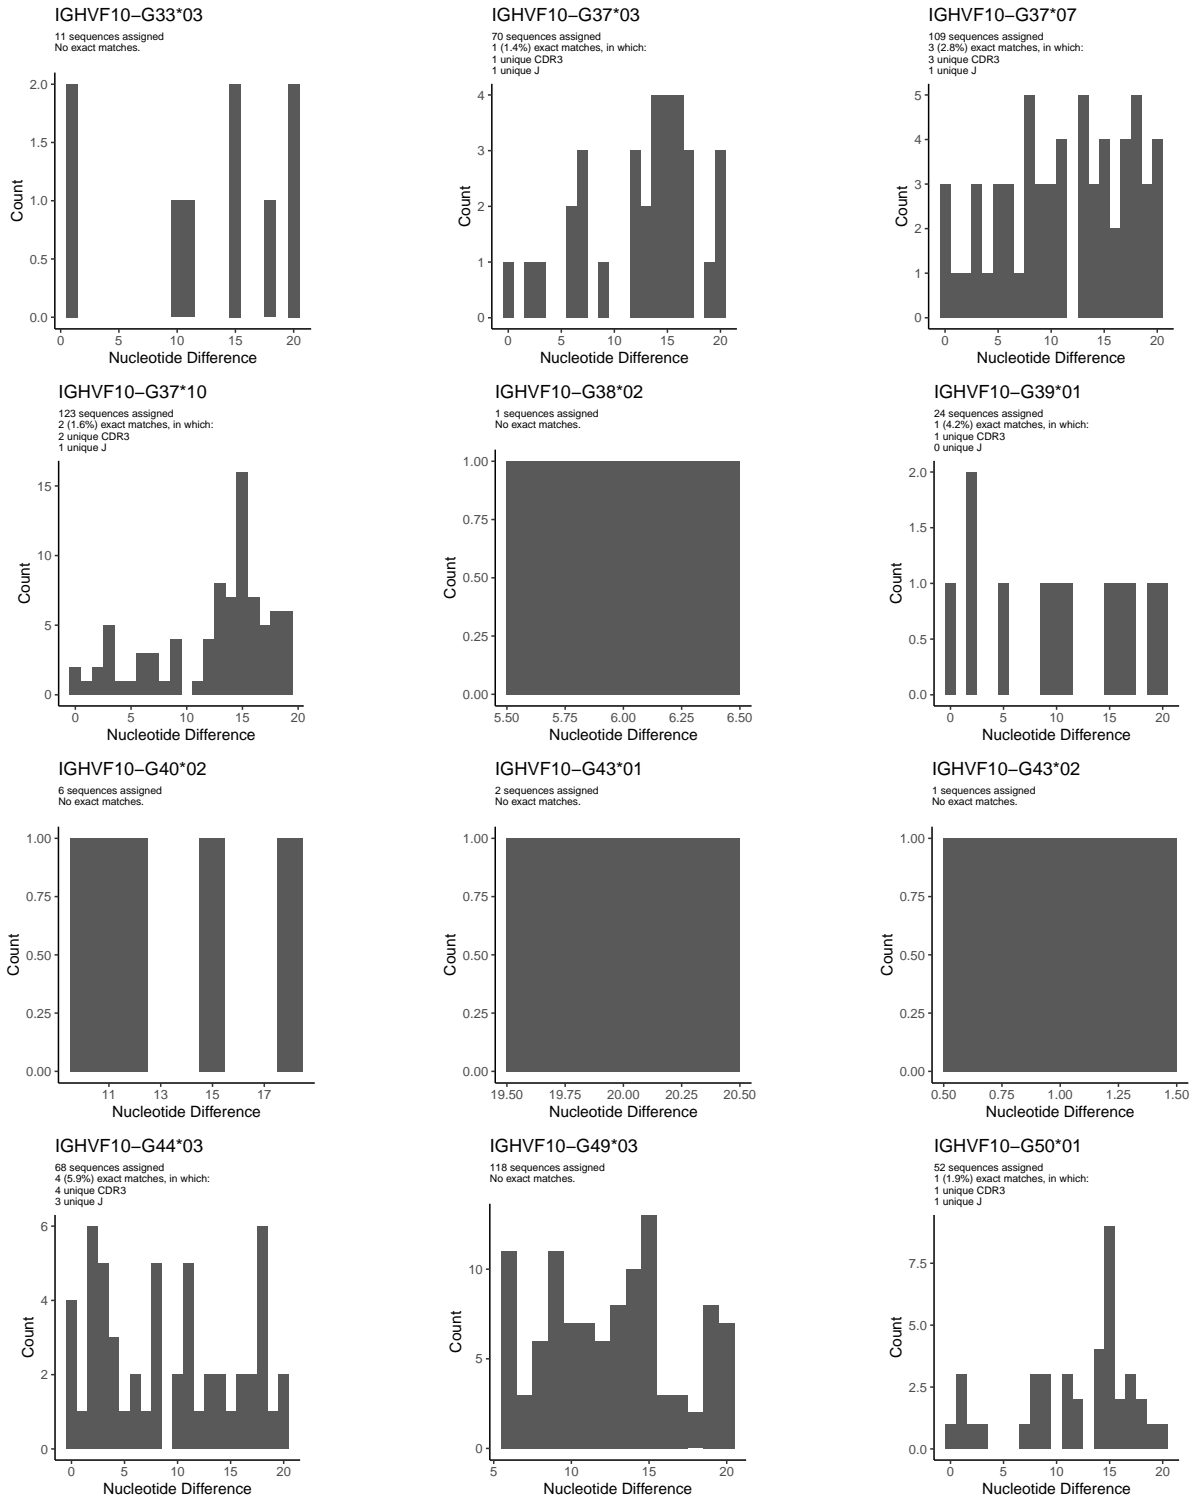 IGHVF10−G33*03
11 sequences assigned
No exact matches.
2.0
1.5
1.0
0.5
0.0
Count
0 5 10 15 20
Nucleotide Difference
IGHVF10−G37*03
70 sequences assigned
1 (1.4%) exact matches, in which:
1 unique CDR3
1 unique J
4
3
2
1
0
Count
0 5 10 15 20
Nucleotide Difference
IGHVF10−G37*07
109 sequences assigned
3 (2.8%) exact matches, in which:
3 unique CDR3
1 unique J
5
4
3
2
1
0
Count
0 5 10 15 20
Nucleotide Difference
IGHVF10−G37*10
123 sequences assigned
2 (1.6%) exact matches, in which:
2 unique CDR3
1 unique J
15
10
5
0
Count
0 5 10 15 20
Nucleotide Difference
IGHVF10−G38*02
1 sequences assigned
No exact matches.
1.00
0.75
0.50
0.25
0.00
Count
5.50 5.75 6.00 6.25 6.50
Nucleotide Difference
IGHVF10−G39*01
24 sequences assigned
1 (4.2%) exact matches, in which:
1 unique CDR3
0 unique J
2.0
1.5
1.0
0.5
0.0
Count
0 5 10 15 20
Nucleotide Difference
IGHVF10−G40*02
6 sequences assigned
No exact matches.
1.00
0.75
0.50
0.25
0.00
Count
11 13 15 17
Nucleotide Difference
IGHVF10−G43*01
2 sequences assigned
No exact matches.
1.00
0.75
0.50
0.25
0.00
Count
19.50 19.75 20.00 20.25 20.50
Nucleotide Difference
IGHVF10−G43*02
1 sequences assigned
No exact matches.
1.00
0.75
0.50
0.25
0.00
Count
0.50 0.75 1.00 1.25 1.50
Nucleotide Difference
IGHVF10−G44*03
68 sequences assigned
4 (5.9%) exact matches, in which:
4 unique CDR3
3 unique J
6
4
2
0
Count
0 5 10 15 20
Nucleotide Difference
IGHVF10−G49*03
118 sequences assigned
No exact matches.
10
5
0
Count
5 10 15 20
Nucleotide Difference
IGHVF10−G50*01
52 sequences assigned
1 (1.9%) exact matches, in which:
1 unique CDR3
1 unique J
7.5
5.0
2.5
0.0
Count
0 5 10 15 20
Nucleotide Difference